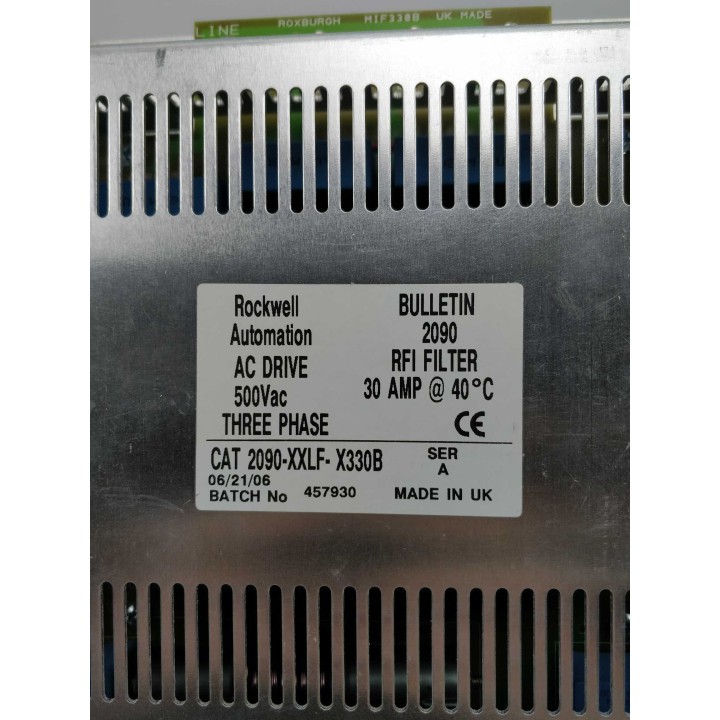 LINE ROXBURGH MIF330B UK MADE
Rockwell BULLETIN
Automation 2090
AC DRIVE RFI FILTER
500Vac 30 AMP @ 40°C
THREE PHASE CE
CAT 2090-XXLF- X330B SER
A
06/21/06
BATCH No 457930 MADE IN UK